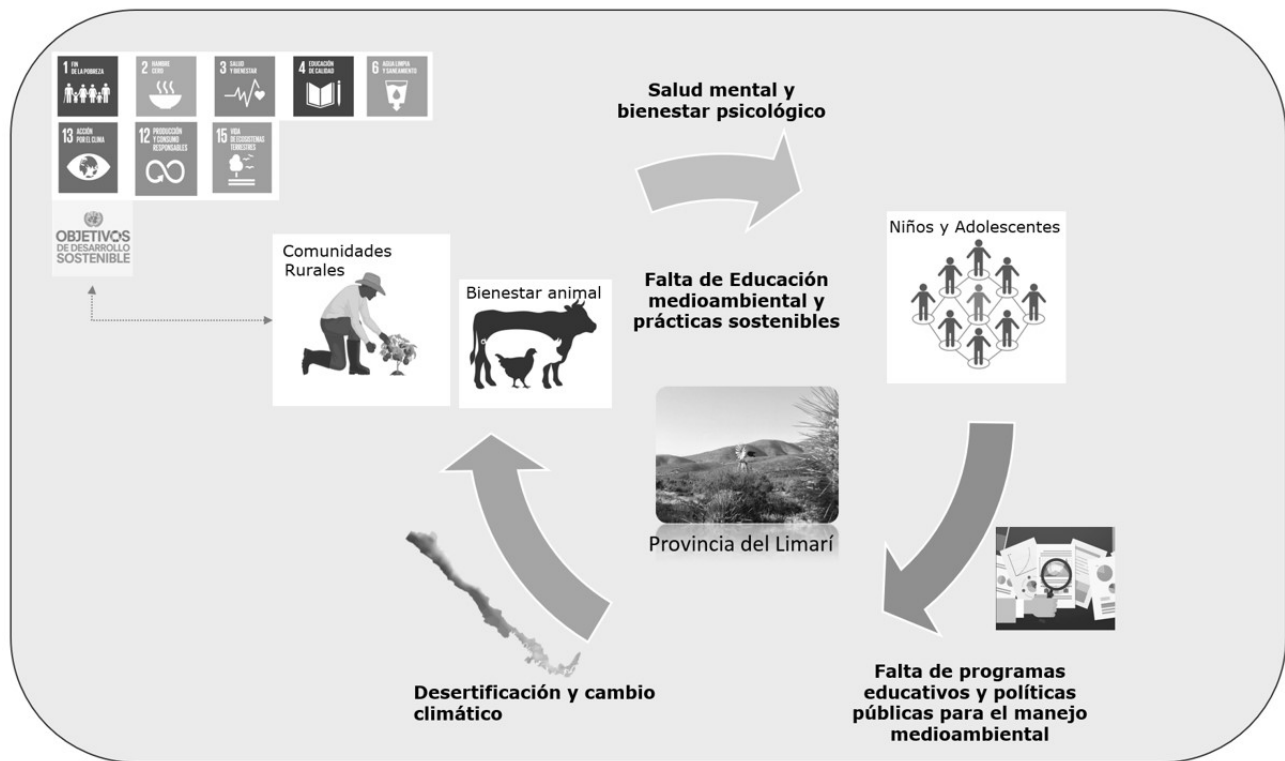 1 FIN
DE LA POBREZA
2 HAMBRE
CERO
3 SALUD
Y BIENESTAR
4 EDUCACIÓN
DE CALIDAD
6 AGUA LIMPIA
Y SANEAMIENTO
13 ACCIÓN
POR EL CLIMA
12 PRODUCCIÓN
Y CONSUMO
RESPONSABLES
15 VIDA
DE ECOSISTEMAS
TERRESTRES
OBJETIVOS
DE DESARROLLO
SOSTENIBLE
Salud mental y
bienestar psicológico
Comunidades
Rurales
Bienestar animal
Falta de Educación
medioambiental y
prácticas sostenibles
Niños y Adolescentes
Provincia del Limarí
Desertificación y cambio
climático
Falta de programas
educativos y políticas
públicas para el manejo
medioambiental